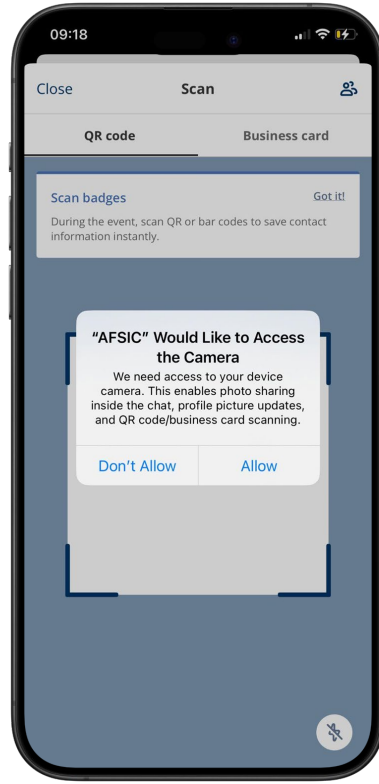 09:18
Close
Scan
QR code
Business card
Scan badges
Got it!
During the event, scan QR or bar codes to save contact
information instantly.
“AFSIC” Would Like to Access
the Camera
We need access to your device
camera. This enables photo sharing
inside the chat, profile picture updates,
and QR code/business card scanning.
Don’t Allow
Allow